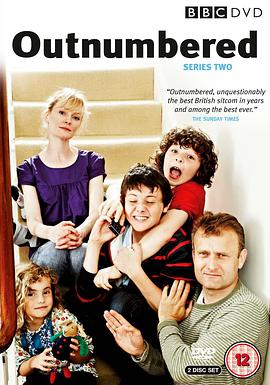 BBC DVD
Outnumbered
SERIES TWO
"Outnumbered, unquestionably
the best British sitcom in years
and among the best ever."
THE SUNDAY TIMES
DVD
VIDEO
2 DISC SET
12